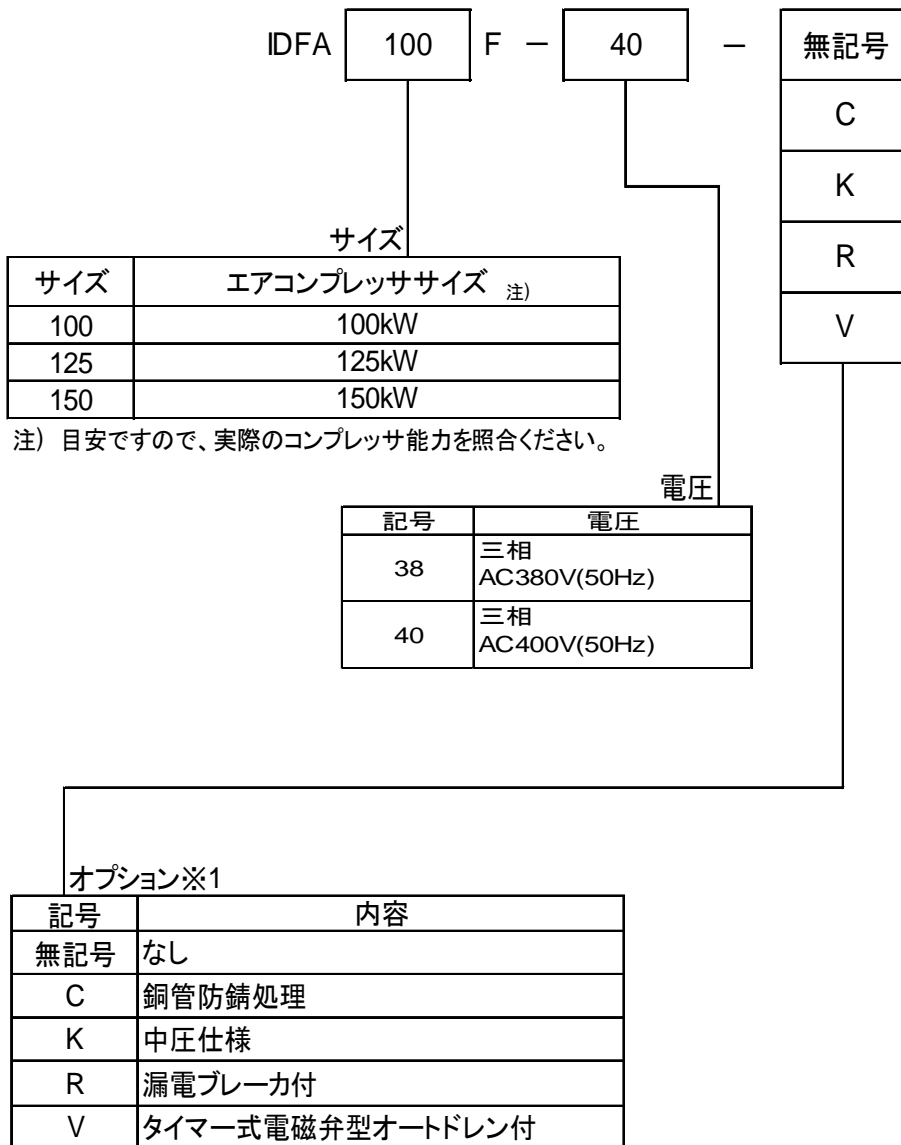 IDFA 100 F － 40 － 無記号
C
K
R
V
サイズ
サイズ エアコンプレッササイズ 注)
100 100kW
125 125kW
150 150kW
注) 目安ですので、実際のコンプレッサ能力を照合ください。
電圧
記号 電圧
38 三相
AC380V(50Hz)
40 三相
AC400V(50Hz)
オプション※1
記号 内容
無記号 なし
C 銅管防錆処理
K 中圧仕様
R 漏電ブレーカ付
V タイマー式電磁弁型オートドレン付